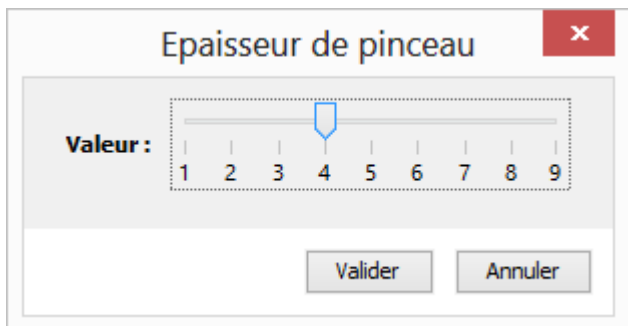 Epaisseur de pinceau
Valeur :
1 2 3 4 5 6 7 8 9
Valider Annuler